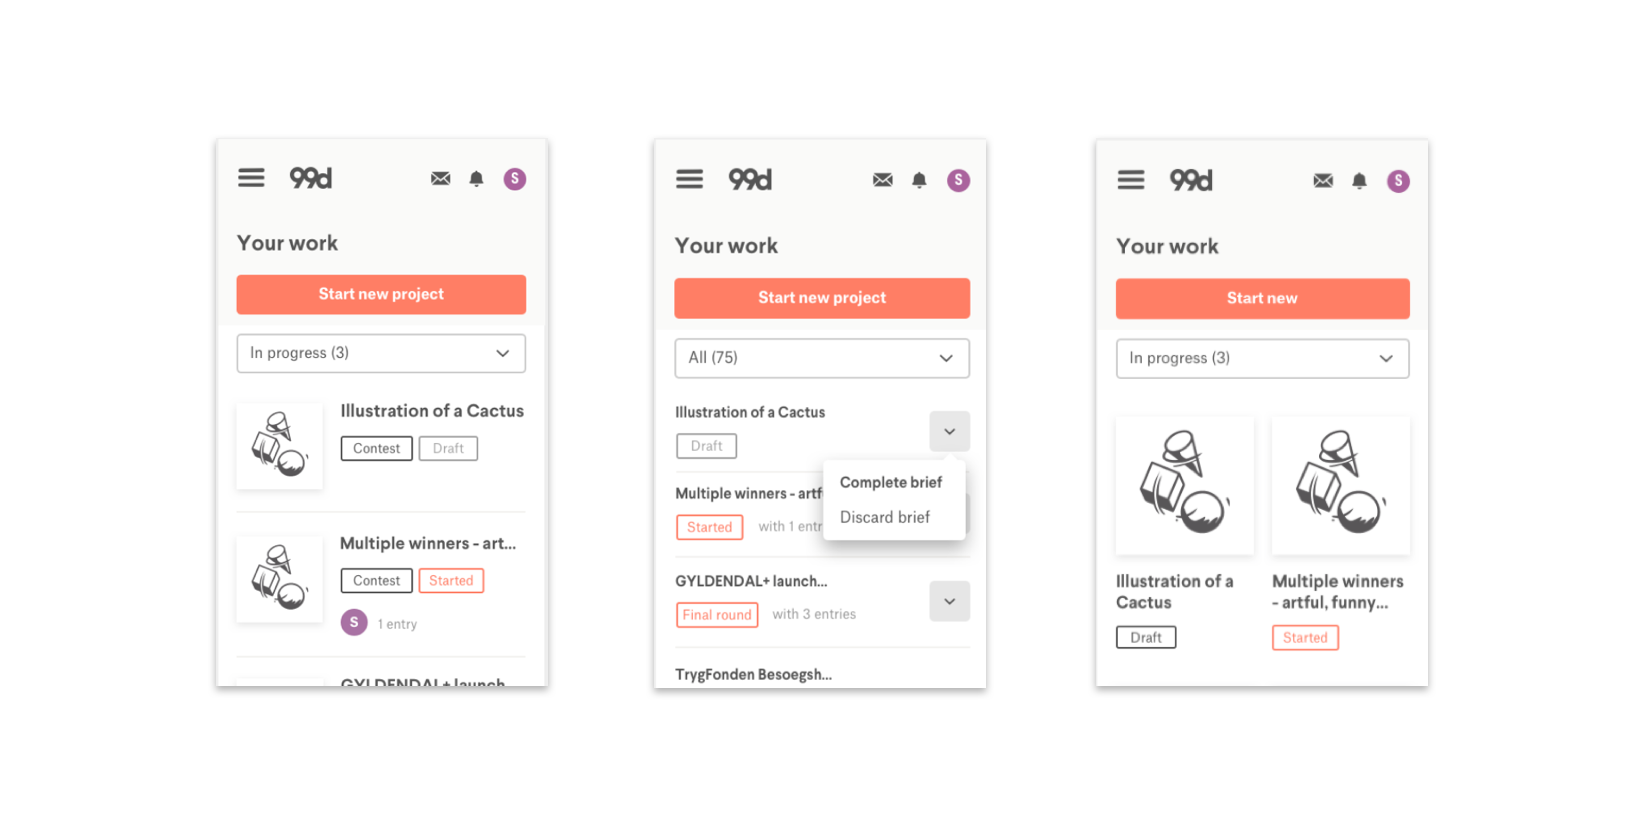 99d
S
Your work
Start new project
In progress (3)
Illustration of a Cactus
Contest
Draft
Multiple winners - art...
Contest
Started
S
1 entry
GYLDENDAL+ launch
99d
S
Your work
Start new project
All (75)
Illustration of a Cactus
Draft
Complete brief
Discard brief
Multiple winners - artf
Started
with 1 entr
GYLDENDAL+ launch...
Final round
with 3 entries
TrygFonden Besoegsh...
99d
S
Your work
Start new
In progress (3)
Illustration of a
Cactus
Draft
Multiple winners
- artful, funny...
Started